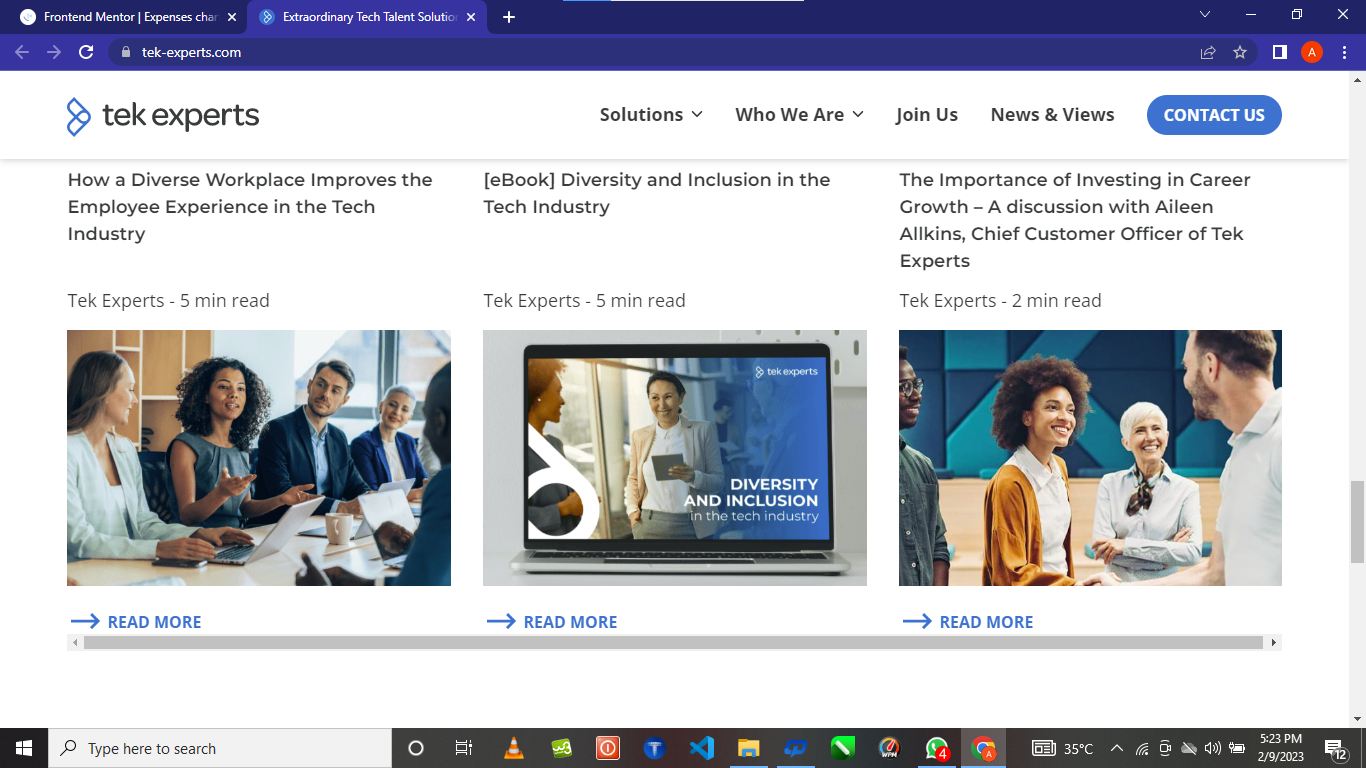 Frontend Mentor | Expenses char
Extraordinary Tech Talent Solution
tek-experts.com
A
tek experts
Solutions
Who We Are
Join Us
News & Views
CONTACT US
How a Diverse Workplace Improves the
Employee Experience in the Tech
Industry
Tek Experts - 5 min read
READ MORE
[eBook] Diversity and Inclusion in the
Tech Industry
Tek Experts - 5 min read
tek experts
DIVERSITY
AND INCLUSION
in the tech industry
READ MORE
The Importance of Investing in Career
Growth – A discussion with Aileen
Allkins, Chief Customer Officer of Tek
Experts
Tek Experts - 2 min read
READ MORE
Type here to search
WPM
4
A
35°C
5:23 PM
2/9/2023
12